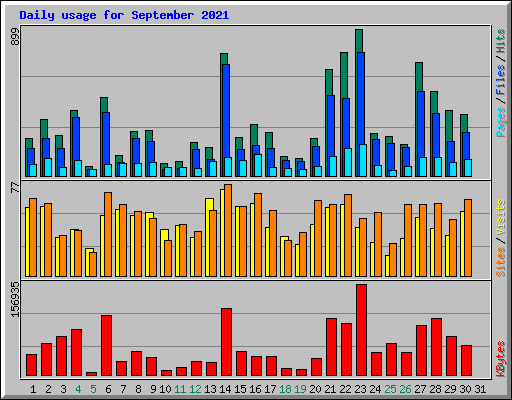 Daily usage for September 2021
899
Pages / Files / Hits
77
Sites / Visits
156935
KBytes
1 2 3 4 5 6 7 8 9 10 11 12 13 14 15 16 17 18 19 20 21 22 23 24 25 26 27 28 29 30 31